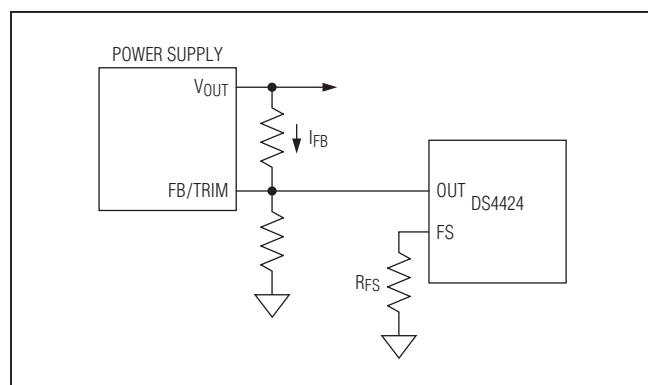 POWER SUPPLY
VOUT
IFB
FB/TRIM
OUT
DS4424
FS
RFS